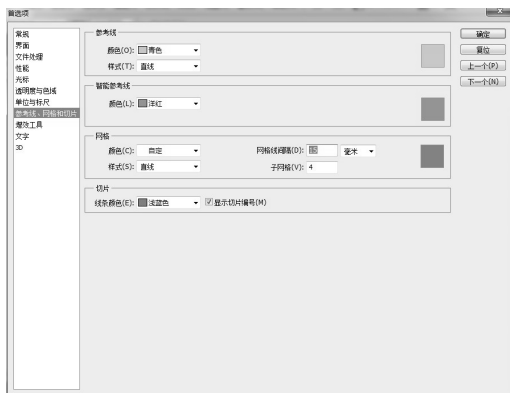 首选项
常规
界面
文件处理
性能
光标
透明度与色域
单位与标尺
参考线、网格和切片
增效工具
文字
3D
参考线
颜色(O): 青色
样式(T): 直线
智能参考线
颜色(L): 洋红
网格
颜色(C): 自定 网格线间隔(D): 毫米
样式(S): 直线 子网格(V): 4
切片
线条颜色(E): 淡蓝色 显示切片编号(M)
确定
复位
上一个(P)
下一个(N)